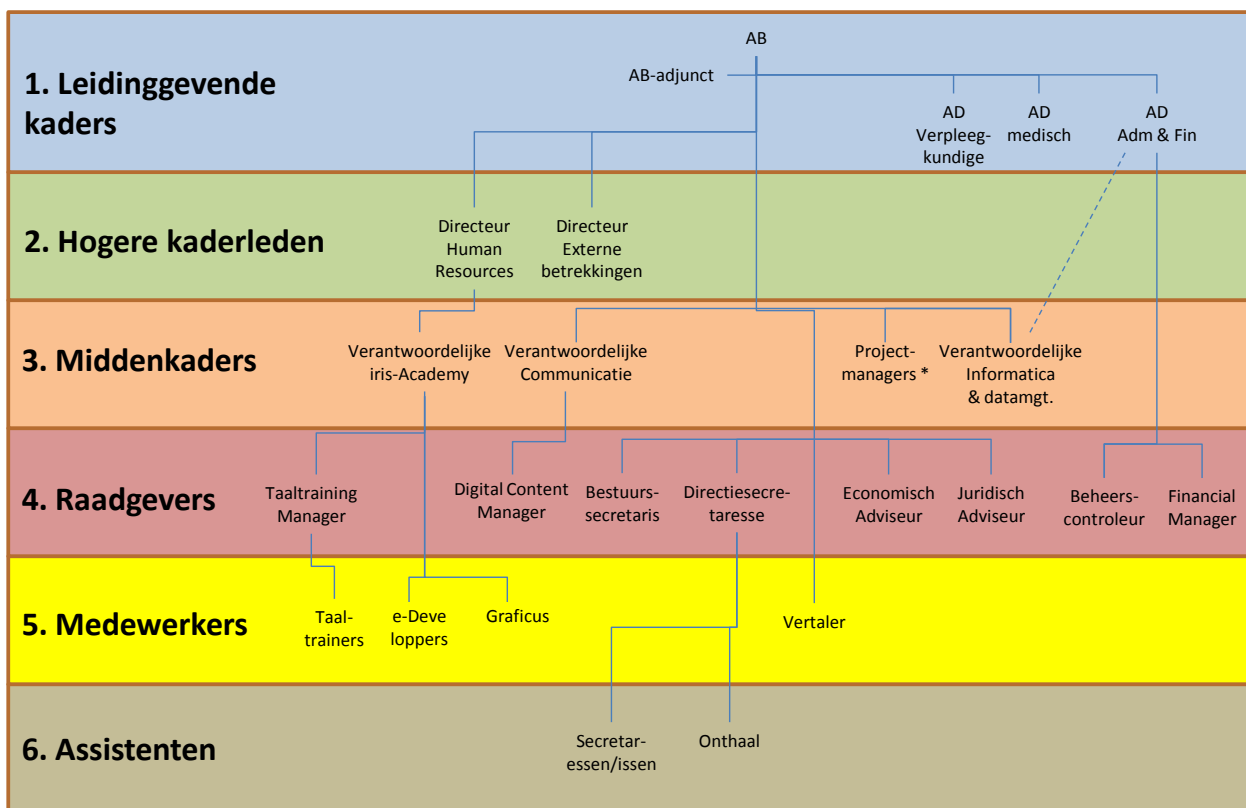 AB
AB-adjunct
1. Leidinggevende
kaders
AD
Verpleeg-
kundige
AD
medisch
AD
Adm & Fin
2. Hogere kaderleden
Directeur
Human
Resources
Directeur
Externe
betrekkingen
3. Middenkaders
Verantwoordelijke
iris-Academy
Verantwoordelijke
Communicatie
Project-
managers *
Verantwoordelijke
Informatica
& datamgt.
4. Raadgevers
Taaltraining
Manager
Digital Content
Manager
Bestuurs-
secretaris
Directiesecre-
taresse
Economisch
Adviseur
Juridisch
Adviseur
Beheers-
controleur
Financial
Manager
5. Medewerkers
Taal-
trainers
e-Deve
loppers
Graficus
Vertaler
6. Assistenten
Secretar-
essen/issen
Onthaal